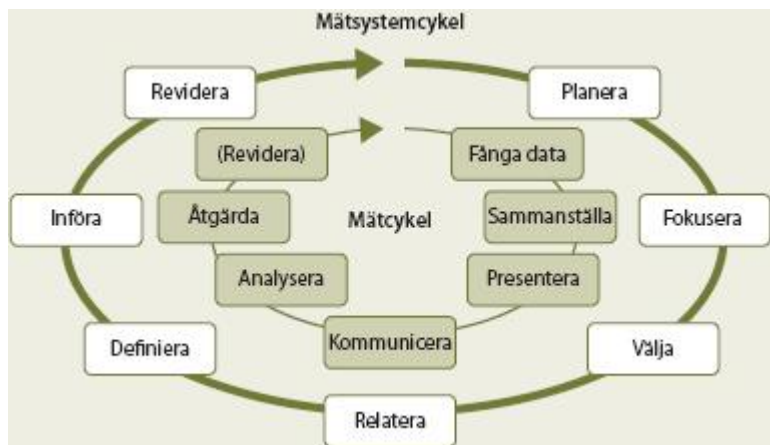 Mätsystemcykel
Revidera
Planera
(Revidera)
Fånga data
Införa
Åtgärda
Mätcykel
Sammanställa
Fokusera
Analysera
Presentera
Definiera
Kommunicera
Välja
Relatera